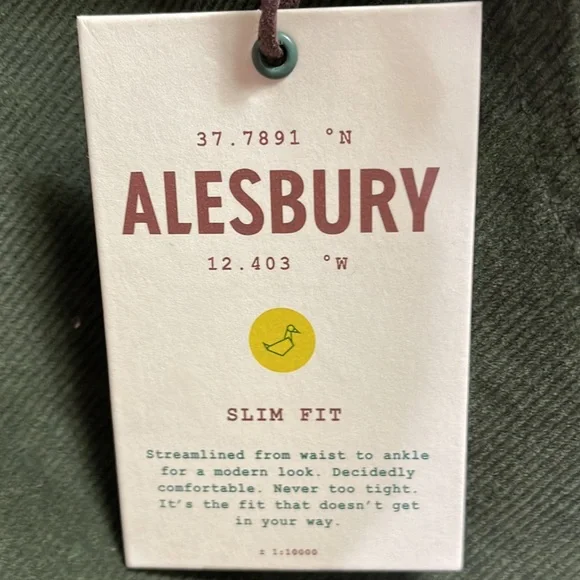 37.7891 °N
ALESBURY
12.403 °W
SLIM FIT
Streamlined from waist to ankle
for a modern look. Decidedly
comfortable. Never too tight.
It's the fit that doesn't get
in your way.
± 1:10000